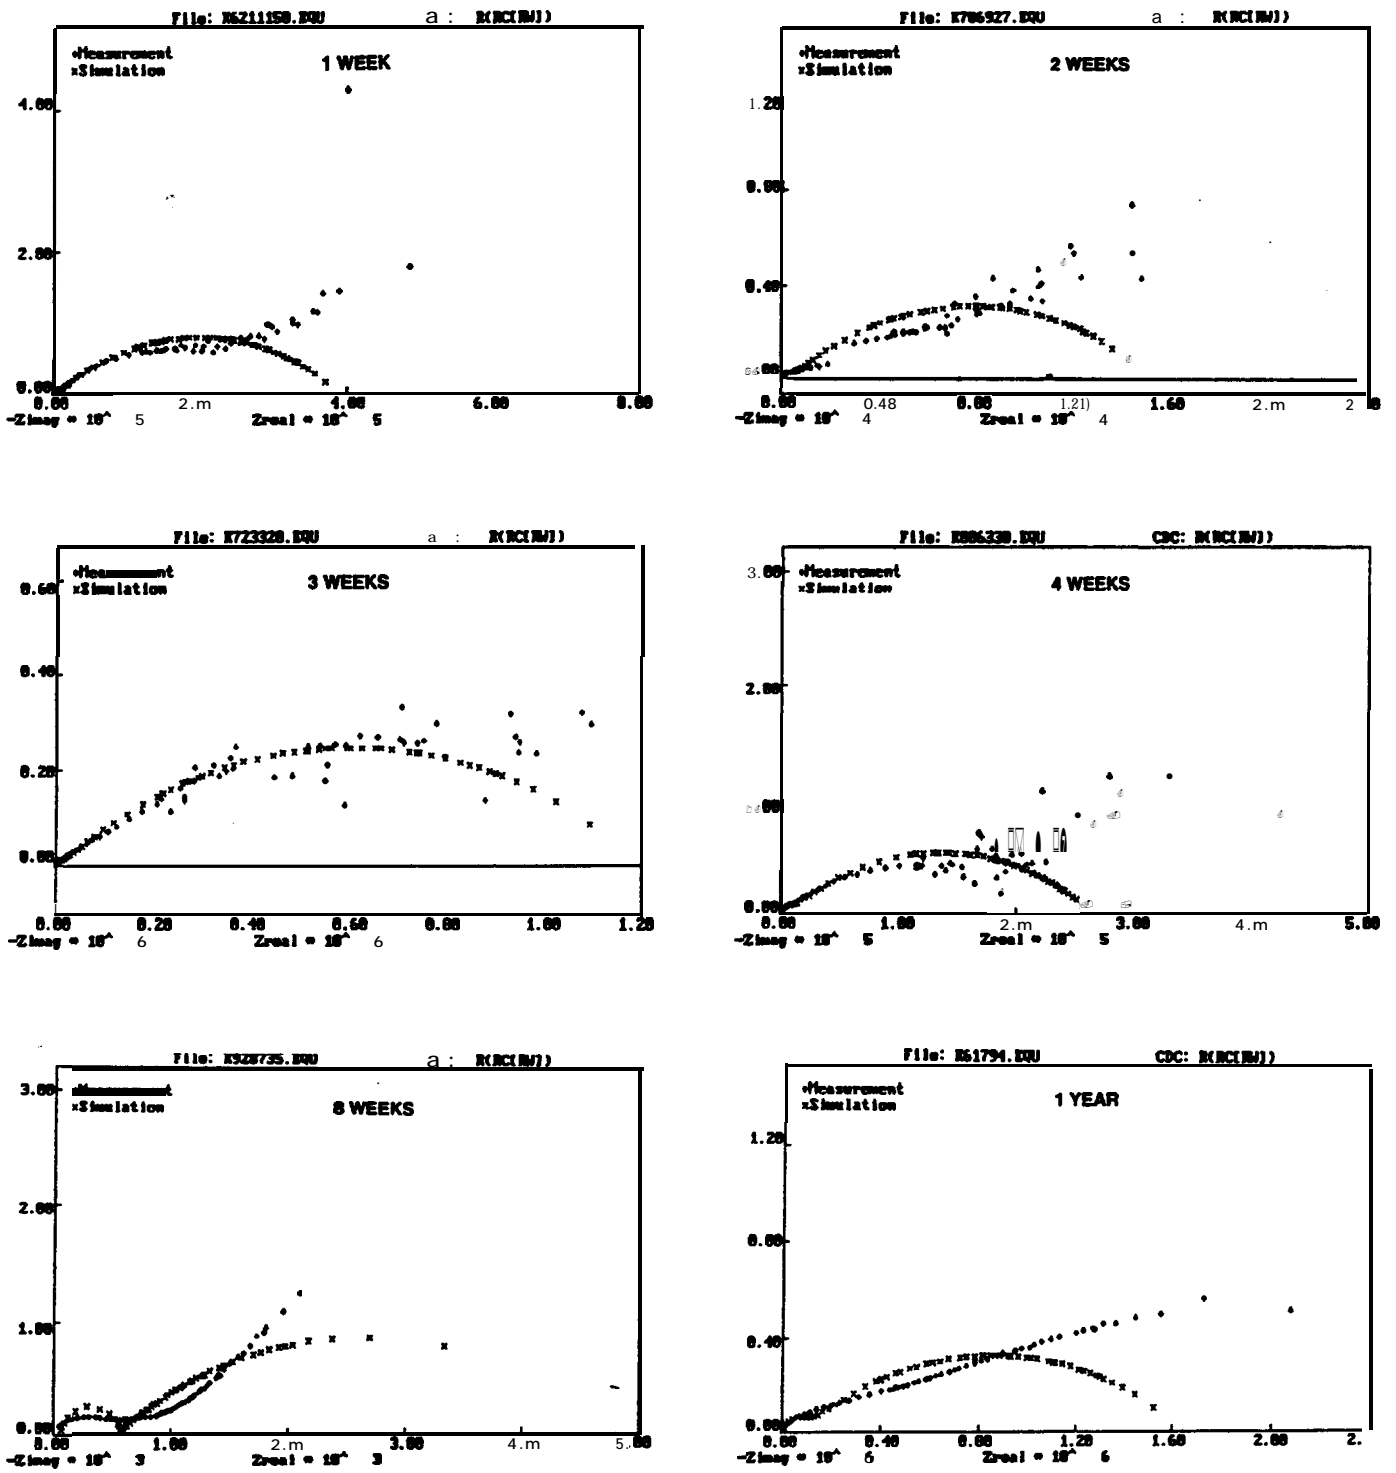 File: K6211150.EQU a : R(RC[RW])
•Measurement
×Simulation
1 WEEK
4.00
2.00
0.00
0.00 2.m 4.00 6.00 8.00
-Zimag * 10^ 5 Zreal * 10^ 5
File: K706927.EQU a : R(RC[RW])
•Measurement
×Simulation
2 WEEKS
1.20
0.40
0.00 0.48 0.80 1.21) 1.60 2.m 2
-Zimag * 10^ 4 Zreal * 10^ 4
File: K723320.EQU a : R(RC[RW])
×Simulation
3 WEEKS
0.60
0.40
0.20
0.00
0.00 0.20 0.40 0.60 0.80 1.00 1.20
-Zimag * 10^ 6 Zreal * 10^ 6
File: K806330.EQU CDC: R(RC[RW])
•Measurement
×Simulation
4 WEEKS
3.00
2.00
0.00
0.00 1.00 2.m 3.00 4.m 5.00
-Zimag * 10^ 5 Zreal * 10^ 5
File: K928735.EQU a : R(RC[RW])
•Measurement
×Simulation
8 WEEKS
3.00
2.00
1.00
0.00
0.00 1.00 2.m 3.00 4.m 5.00
-Zimag * 10^ 3 Zreal * 10^ 3
File: K61794.EQU CDC: R(RC[RW])
•Measurement
×Simulation
1 YEAR
1.20
0.80
0.40
0.00
0.00 0.40 0.80 1.20 1.60 2.00 2.
-Zimag * 10^ 6 Zreal * 10^ 6